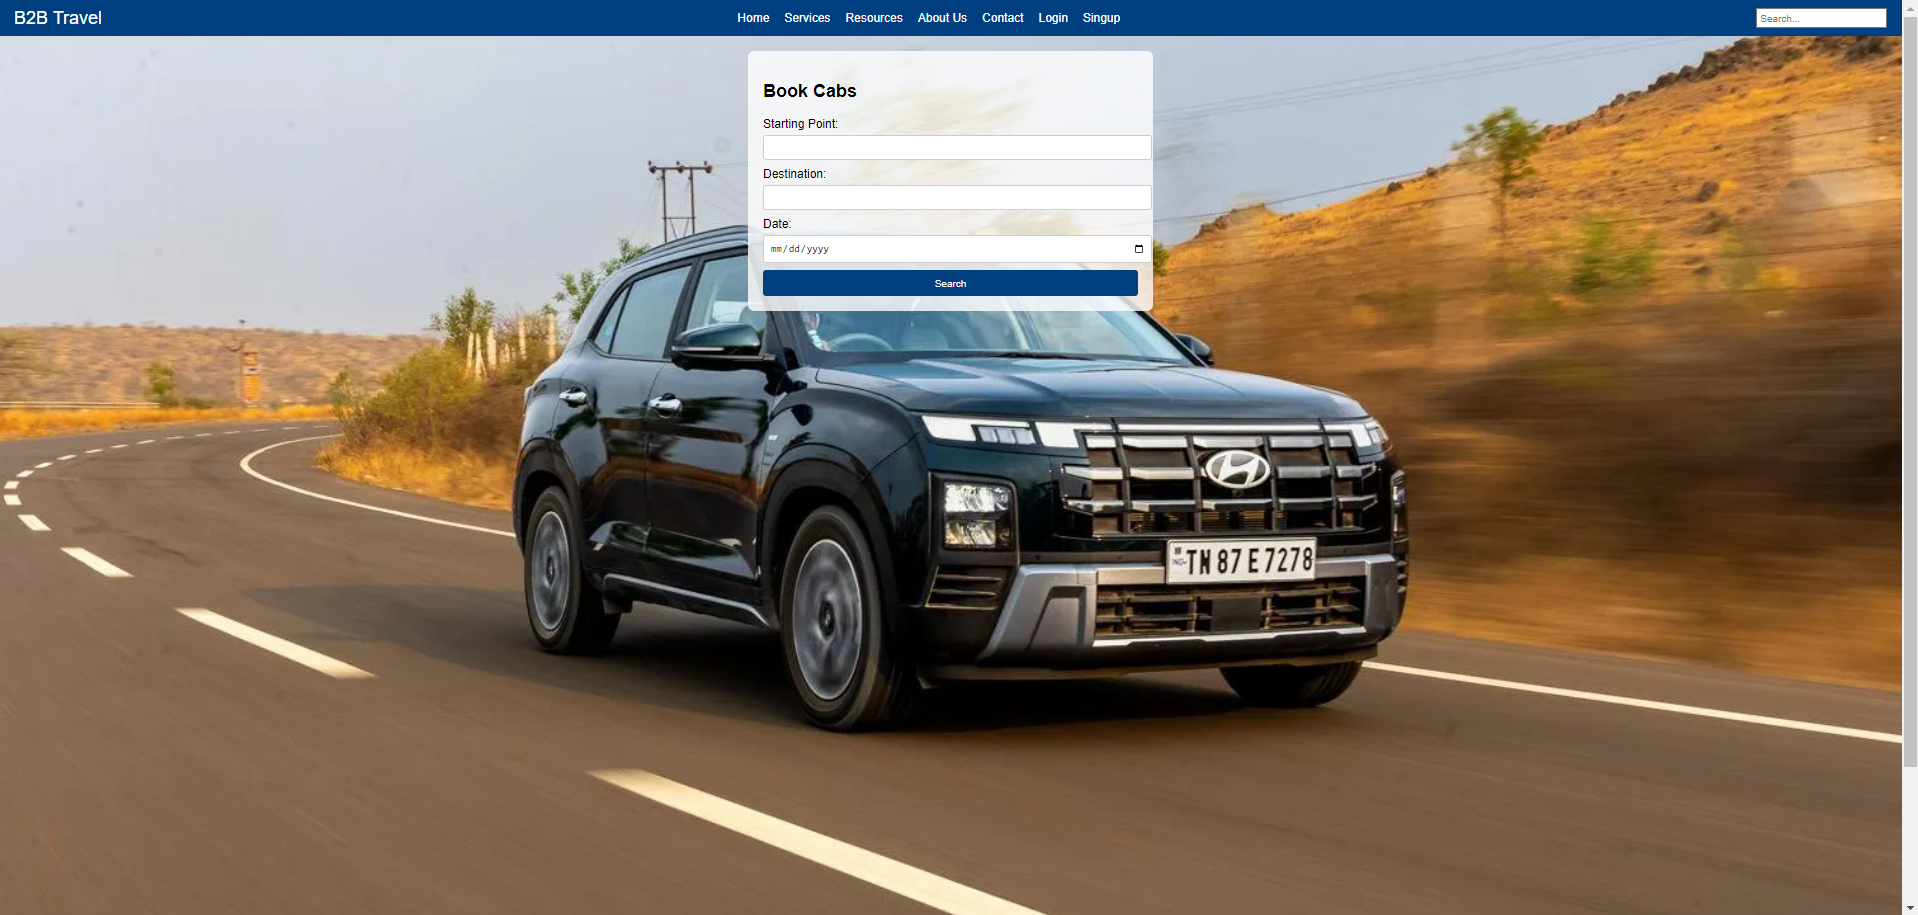 B2B Travel
Home Services Resources About Us Contact Login Singup
Search...
Book Cabs
Starting Point:
Destination:
Date:
mm/dd/yyyy
Search
IND
TN 87 E 7278